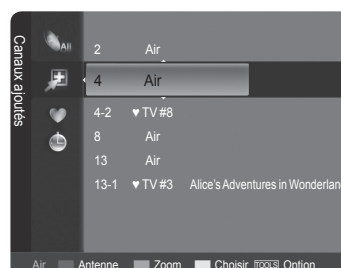 Canaux ajoutés
All
2 Air
4 Air
4-2 ♥ TV #8
8 Air
13 Air
13-1 ♥ TV #3 Alice's Adventures in Wonderlan
Air Antenne Zoom Choisir TOOLS Option